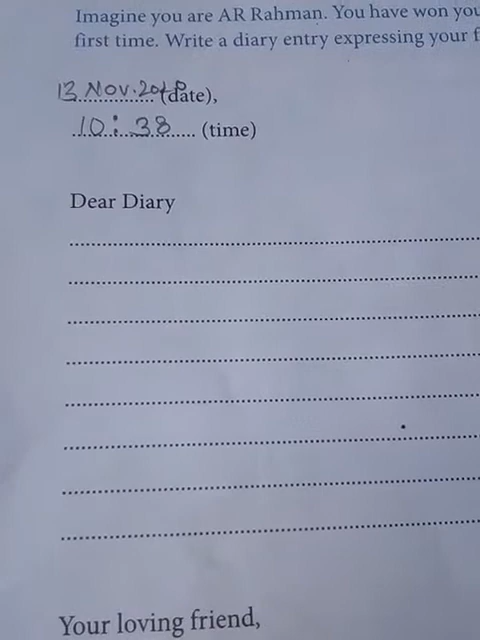 Imagine you are AR Rahman. You have won you
first time. Write a diary entry expressing your f
13 Nov. (date),
10:38 (time)
Dear Diary
Your loving friend,